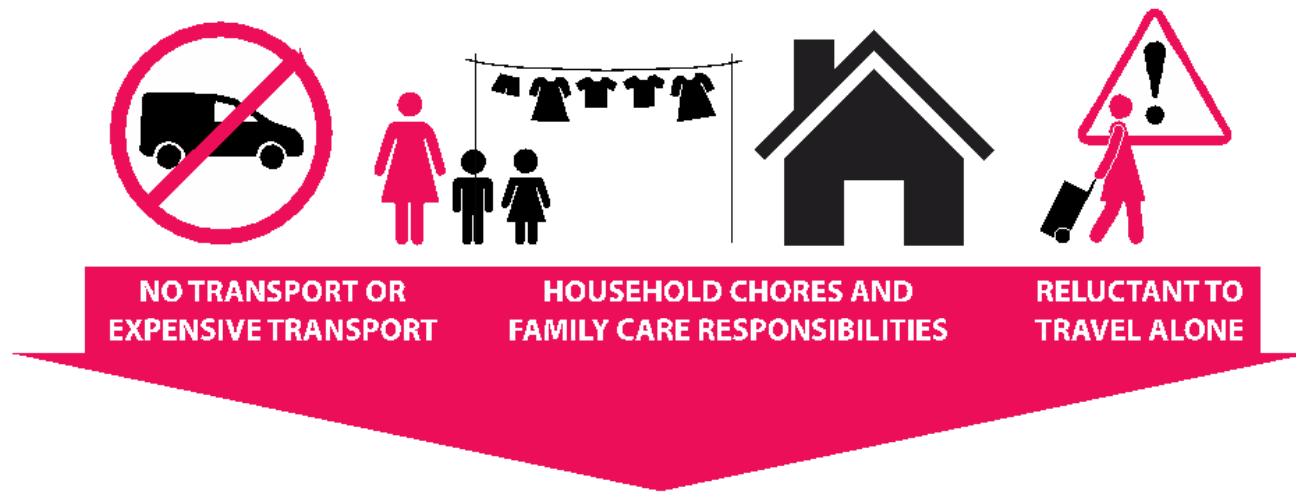 NO TRANSPORT OR
EXPENSIVE TRANSPORT
HOUSEHOLD CHORES AND
FAMILY CARE RESPONSIBILITIES
RELUCTANT TO
TRAVEL ALONE